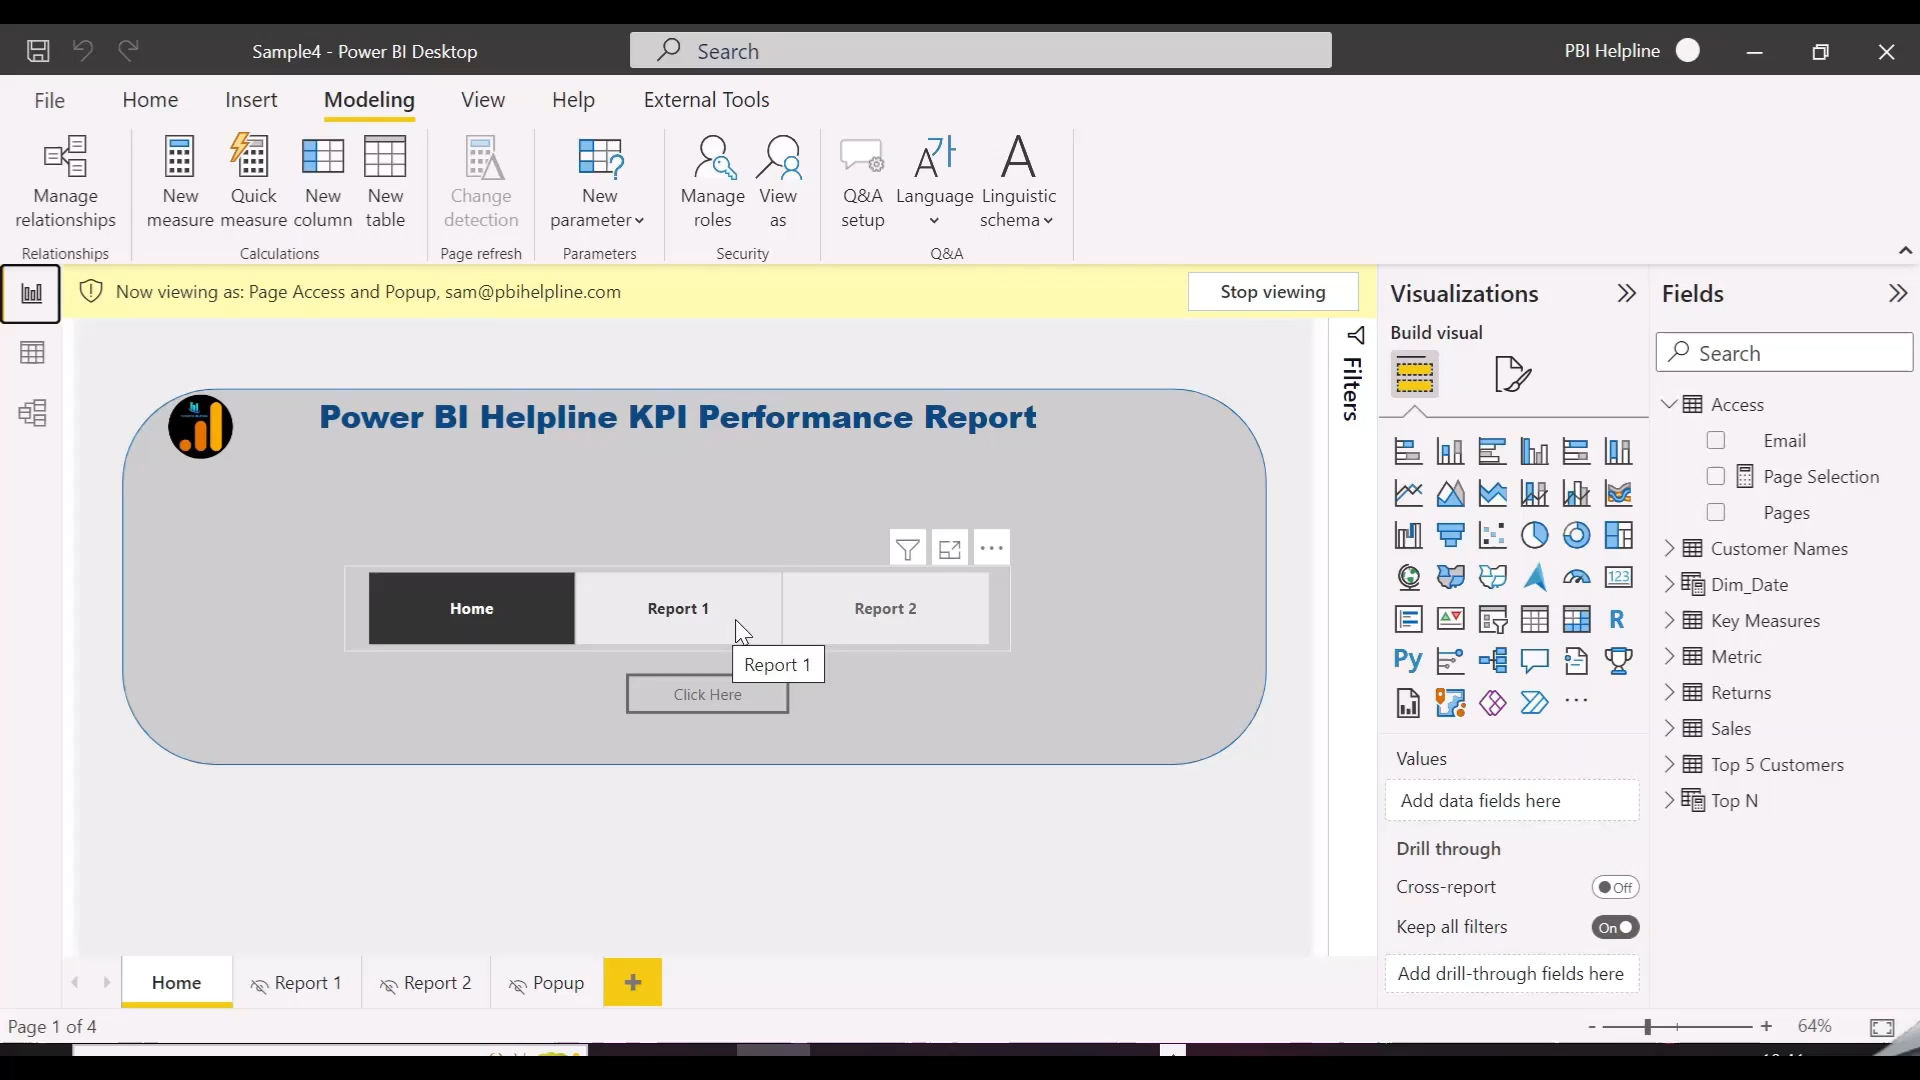 Sample4 - Power BI Desktop
Search
PBI Helpline
File
Home
Insert
Modeling
View
Help
External Tools
Manage
relationships
New
measure
Quick
measure
New
column
New
table
Change
detection
New
parameter
Manage
roles
View
as
Q&A
setup
Language
Linguistic
schema
Relationships
Calculations
Page refresh
Parameters
Security
Q&A
Now viewing as: Page Access and Popup, sam@pbihelpline.com
Stop viewing
Power BI Helpline KPI Performance Report
Home
Report 1
Report 2
Report 1
Click Here
Filters
Visualizations
Build visual
123
R
Py
Values
Add data fields here
Drill through
Cross-report
Off
Keep all filters
On
Add drill-through fields here
Fields
Search
Access
Email
Page Selection
Pages
Customer Names
Dim_Date
Key Measures
Metric
Returns
Sales
Top 5 Customers
Top N
Home
Report 1
Report 2
Popup
Page 1 of 4
64%